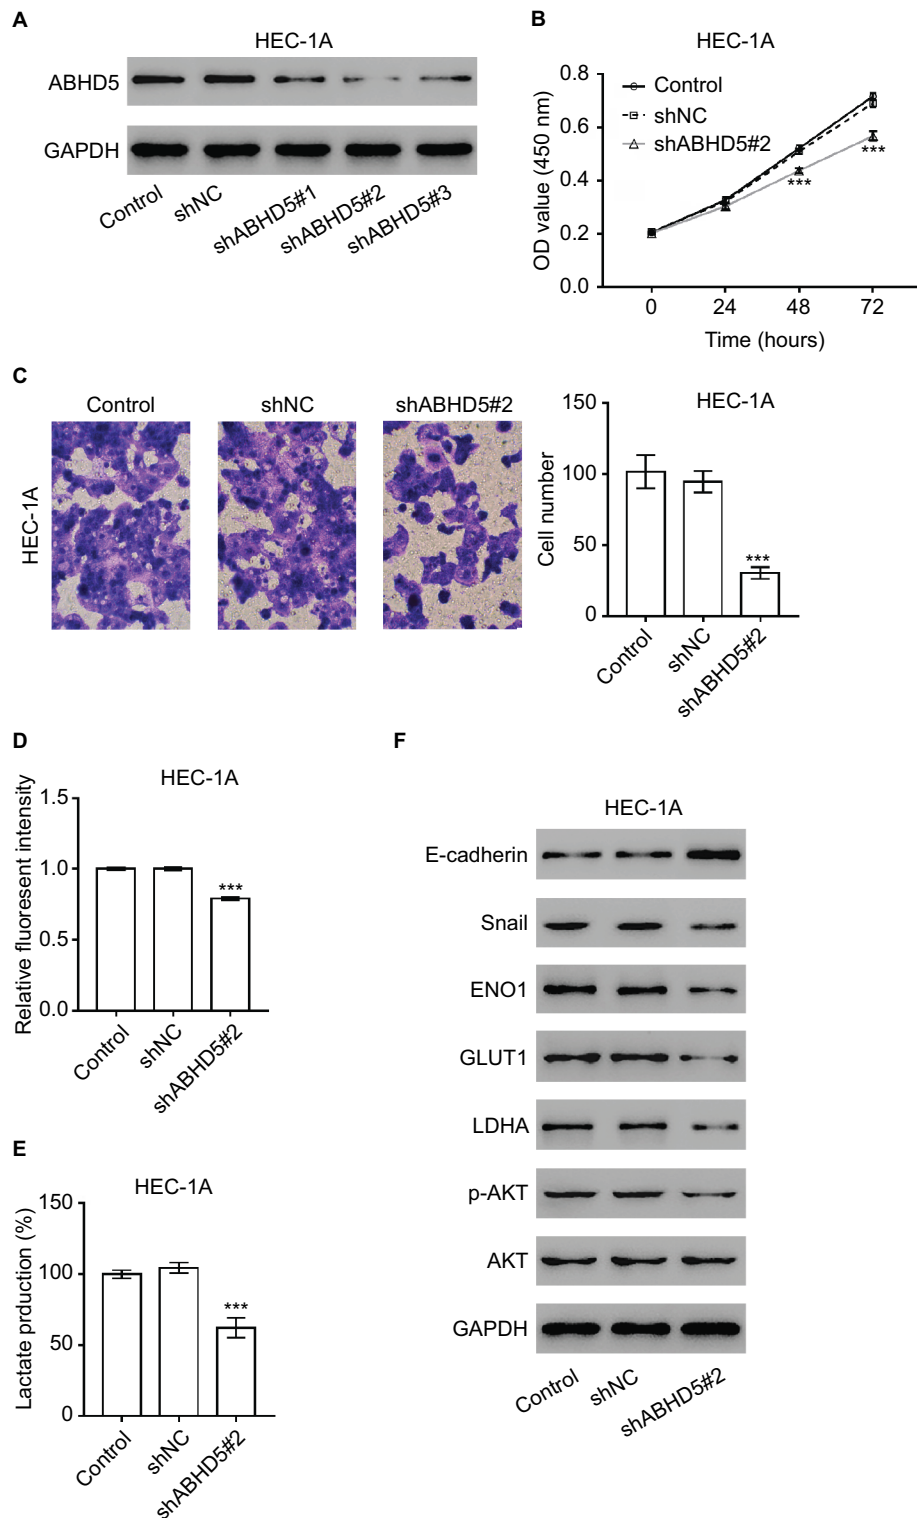 A
HEC-1A
ABHD5
GAPDH
Control
shNC
shABHD5#1
shABHD5#2
shABHD5#3
B
HEC-1A
OD value (450 nm)
0.8
0.6
0.4
0.2
0.0
Control
shNC
shABHD5#2
***
***
0 24 48 72
Time (hours)
C
Control shNC shABHD5#2
HEC-1A
HEC-1A
Cell number
150
100
50
0
***
Control
shNC
shABHD5#2
D
HEC-1A
Relative fluoresent intensity
1.5
1.0
0.5
0.0
***
Control
shNC
shABHD5#2
E
HEC-1A
Lactate prduction (%)
150
100
50
0
***
Control
shNC
shABHD5#2
F
HEC-1A
E-cadherin
Snail
ENO1
GLUT1
LDHA
p-AKT
AKT
GAPDH
Control
shNC
shABHD5#2